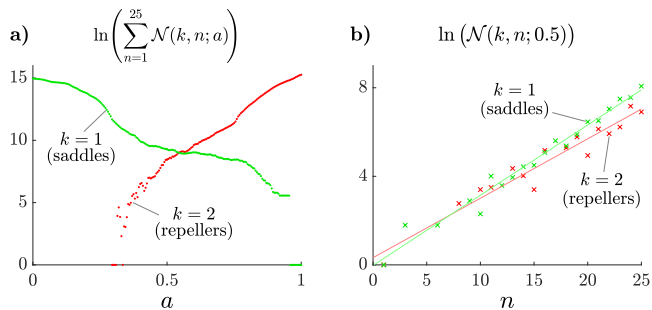 a) ln(∑_{n=1}^{25} 𝒩(k, n; a))
15
10
5
0
0 0.5 1
a
k = 1
(saddles)
k = 2
(repellers)
b) ln(𝒩(k, n; 0.5))
8
4
0
0 5 10 15 20 25
n
k = 1
(saddles)
k = 2
(repellers)